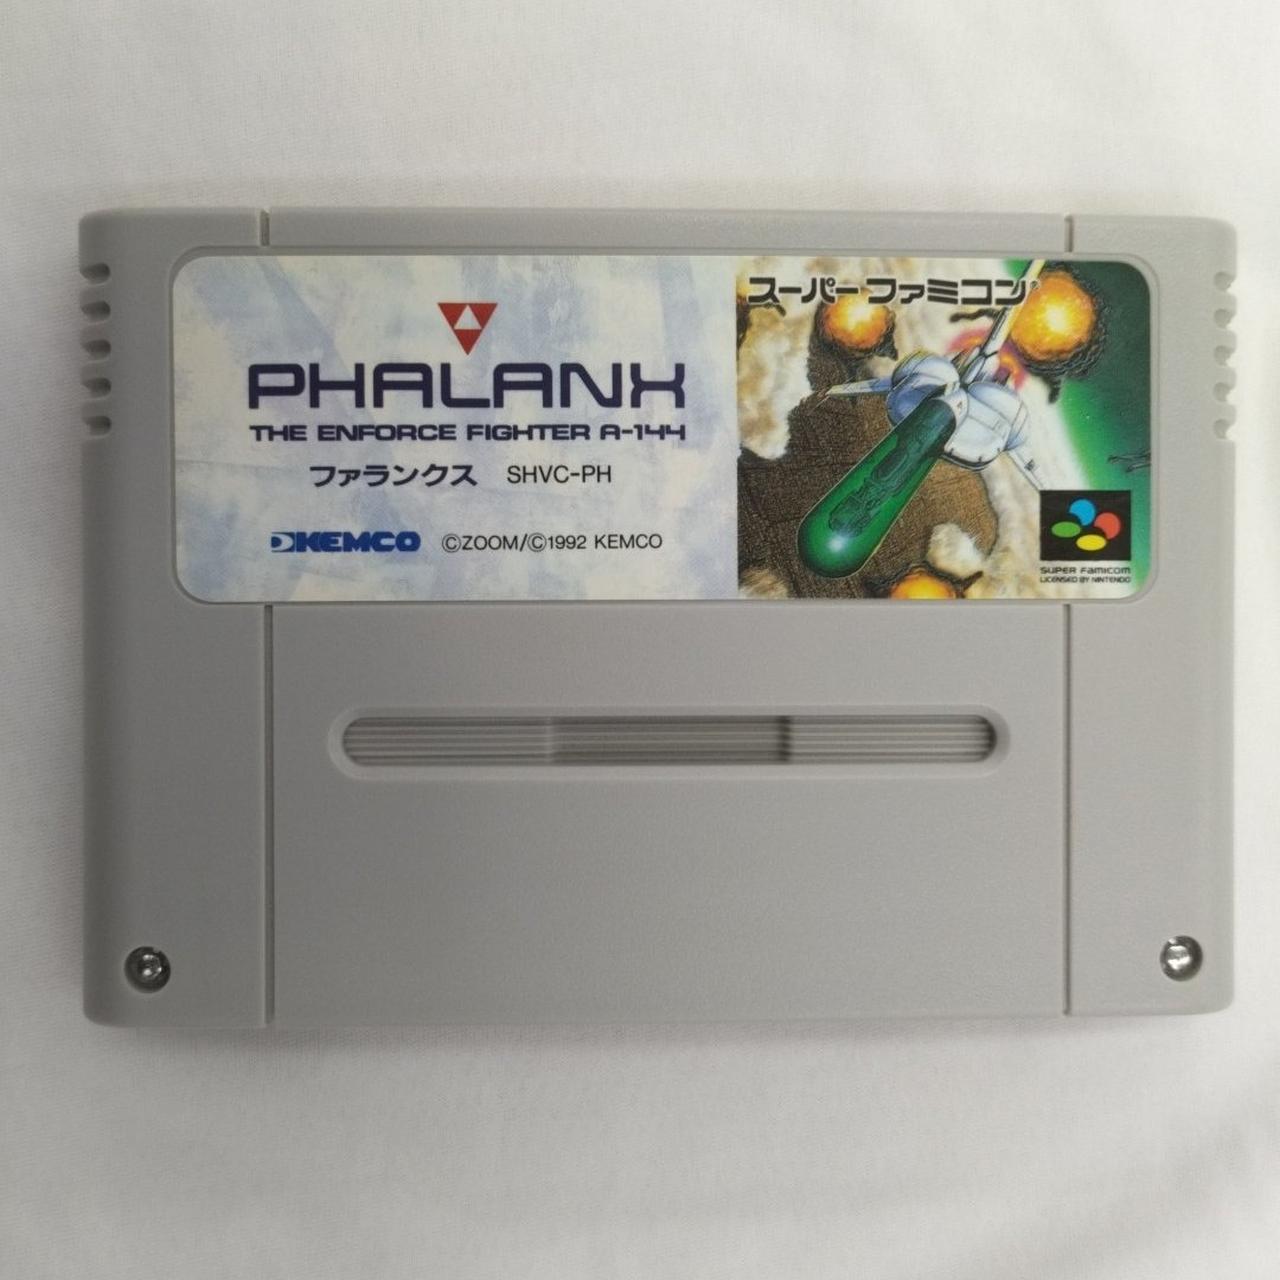 スーパーファミコン®
PHALANX
THE ENFORCE FIGHTER A-144
ファランクス SHVC-PH
KEMCO ©ZOOM/©1992 KEMCO
SUPER FAMICOM
LICENSED BY NINTENDO